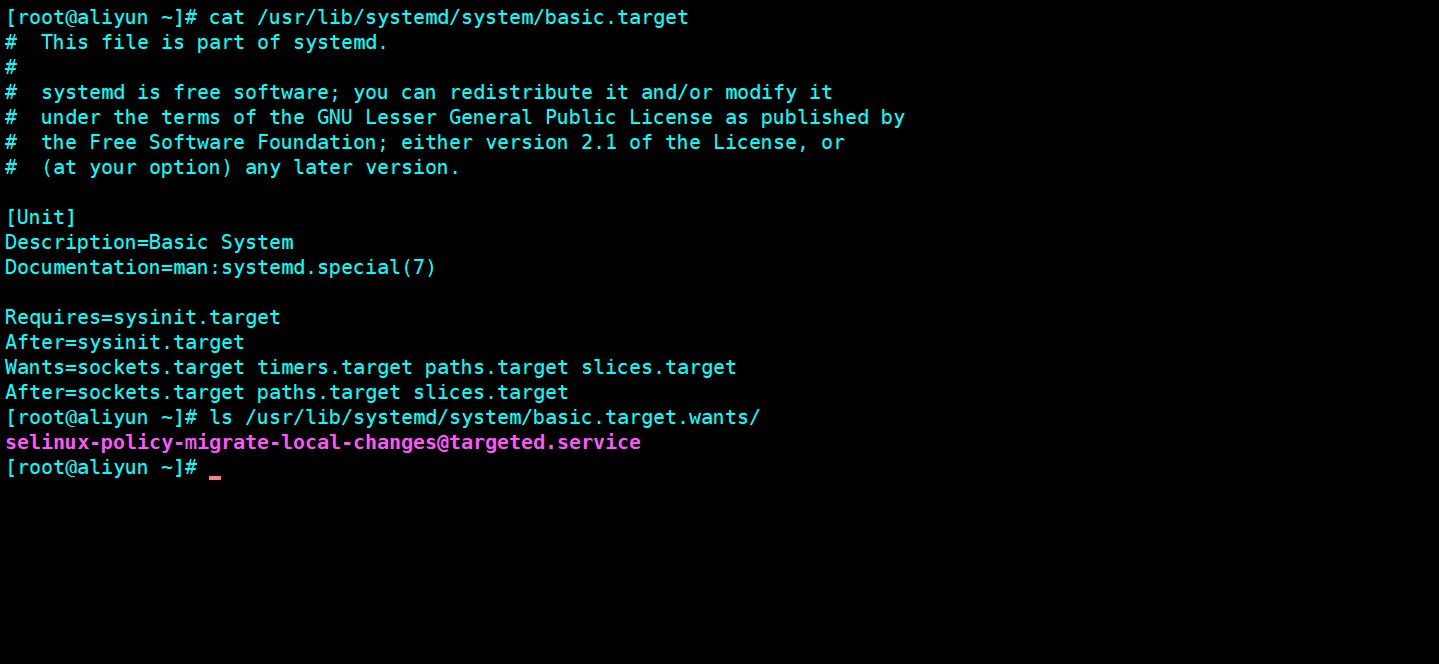 [root@aliyun ~]# cat /usr/lib/systemd/system/basic.target
#  This file is part of systemd.
#
#  systemd is free software; you can redistribute it and/or modify it
#  under the terms of the GNU Lesser General Public License as published by
#  the Free Software Foundation; either version 2.1 of the License, or
#  (at your option) any later version.

[Unit]
Description=Basic System
Documentation=man:systemd.special(7)

Requires=sysinit.target
After=sysinit.target
Wants=sockets.target timers.target paths.target slices.target
After=sockets.target paths.target slices.target
[root@aliyun ~]# ls /usr/lib/systemd/system/basic.target.wants/
selinux-policy-migrate-local-changes@targeted.service
[root@aliyun ~]#